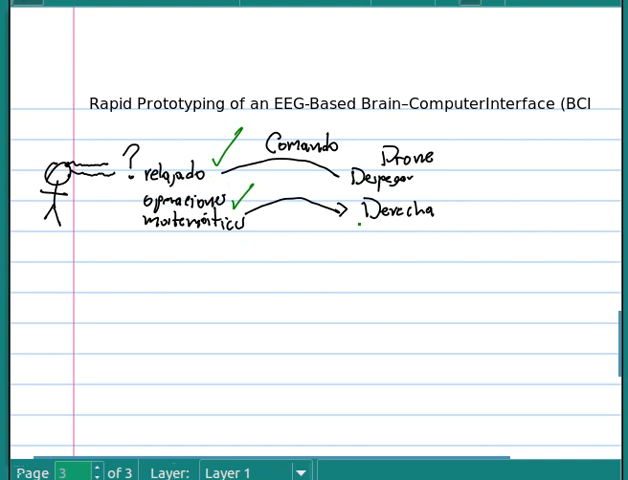 Rapid Prototyping of an EEG-Based Brain–ComputerInterface (BCI
?
Comando
relajado
Drone
Despegar
operaciones
matemáticas
Derecha
Page 3 of 3 Layer: Layer 1